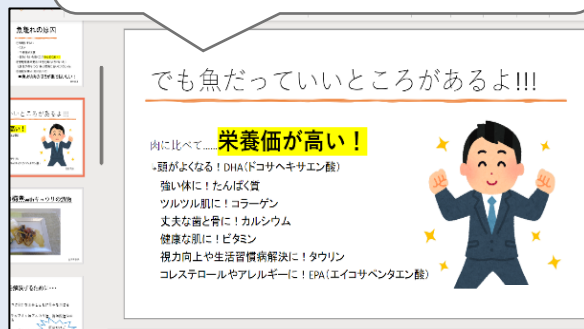 魚離れの原因
でも魚だっていいところがあるよ!!!
肉に比べて……栄養価が高い！
頭がよくなる！DHA(ドコサヘキサエン酸)
強い体に！たんぱく質
ツルツル肌に！コラーゲン
丈夫な歯と骨に！カルシウム
健康な肌に！ビタミン
視力向上や生活習慣病解決に！タウリン
コレステロールやアレルギーに！EPA(エイコサペンタエン酸)